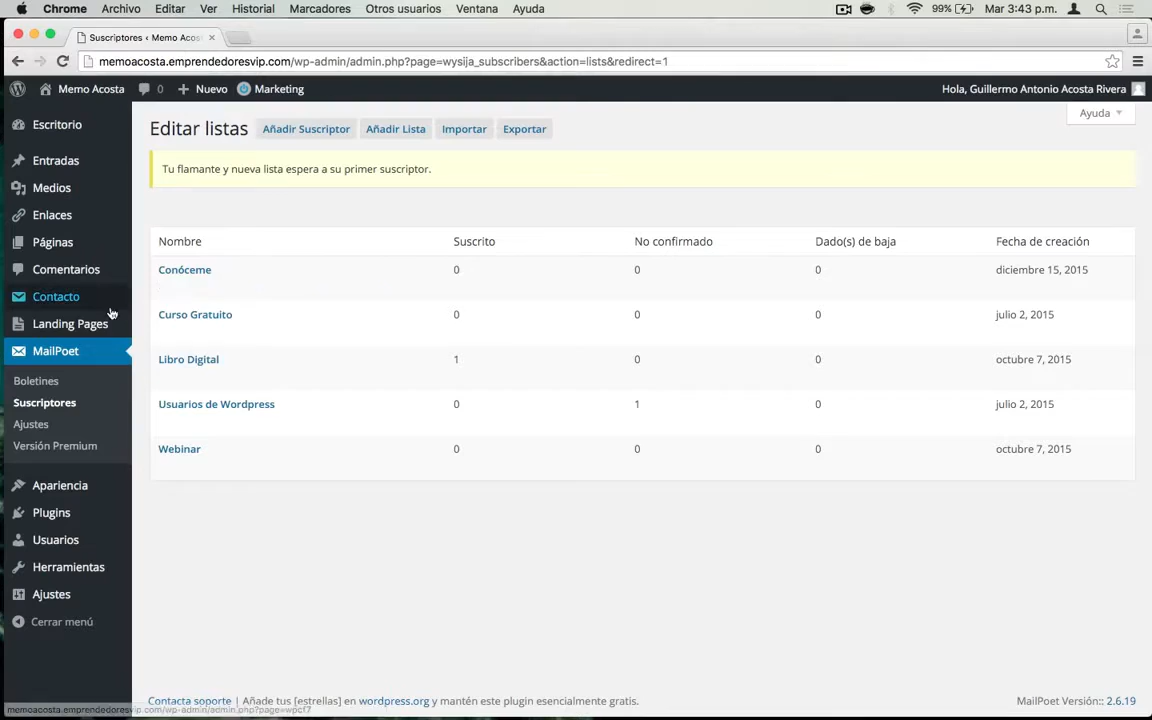 Chrome Archivo Editar Ver Historial Marcadores Otros usuarios Ventana Ayuda 99% Mar 3:43 p.m.
Suscriptores ‹ Memo Acos
memoacosta.emprendedoresvip.com/wp-admin/admin.php?page=wysija_subscribers&action=lists&redirect=1
Memo Acosta 0 + Nuevo Marketing Hola, Guillermo Antonio Acosta Rivera
Ayuda
Escritorio
Entradas
Medios
Enlaces
Páginas
Comentarios
Contacto
Landing Pages
MailPoet
Boletines
Suscriptores
Ajustes
Versión Premium
Apariencia
Plugins
Usuarios
Herramientas
Ajustes
Cerrar menú
Editar listas Añadir Suscriptor Añadir Lista Importar Exportar
Tu flamante y nueva lista espera a su primer suscriptor.
Nombre Suscrito No confirmado Dado(s) de baja Fecha de creación
Conóceme 0 0 0 diciembre 15, 2015
Curso Gratuito 0 0 0 julio 2, 2015
Libro Digital 1 0 0 octubre 7, 2015
Usuarios de Wordpress 0 1 0 julio 2, 2015
Webinar 0 0 0 octubre 7, 2015
Contacta soporte | Añade tus [estrellas] en wordpress.org y mantén este plugin esencialmente gratis. MailPoet Versión:: 2.6.19
memoacosta.emprendedoresvip.com/wp-admin/admin.php?page=wpcf7